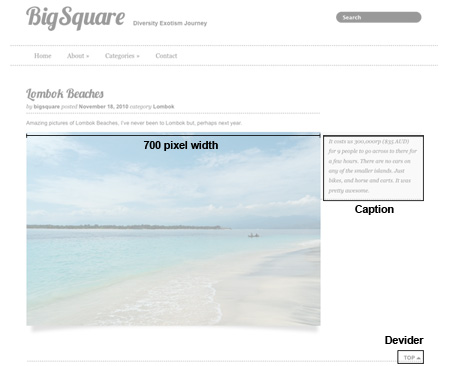 BigSquare
Diversity Exotism Journey
Search
Home About » Categories » Contact
Lombok Beaches
by bigsquare posted November 18, 2010 category Lombok
Amazing pictures of Lombok Beaches, I've never been to Lombok but, perhaps next year.
700 pixel width
It costs us 300,000rp ($35 AUD)
for 9 people to go across to them for
a few hours. There are no cars on
any of the smaller islands. Just
bikes, and horse and carts. It was
pretty awesome.
Caption
Devider
TOP